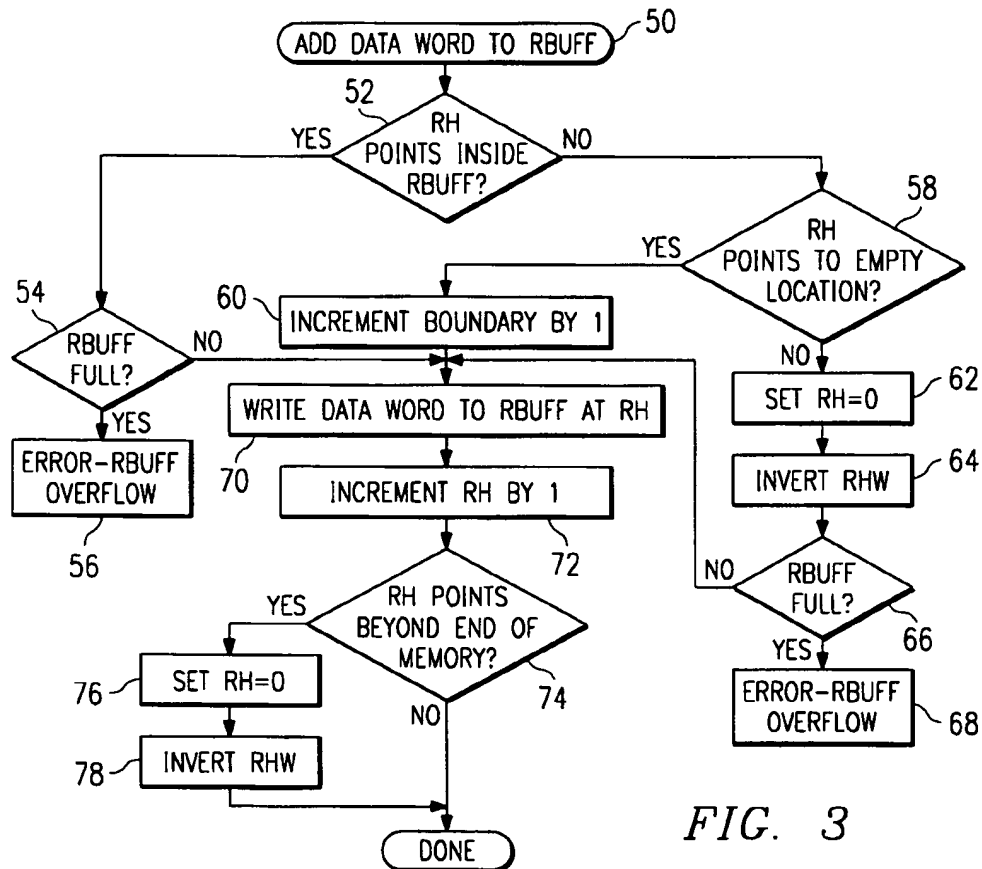 ADD DATA WORD TO RBUFF
50
52
RH
POINTS INSIDE
RBUFF?
YES
NO
58
RH
POINTS TO EMPTY
LOCATION?
YES
NO
54
RBUFF
FULL?
NO
YES
60
INCREMENT BOUNDARY BY 1
62
SET RH=0
WRITE DATA WORD TO RBUFF AT RH
70
ERROR-RBUFF
OVERFLOW
56
64
INVERT RHW
INCREMENT RH BY 1
72
RBUFF
FULL?
NO
YES
66
RH POINTS
BEYOND END OF
MEMORY?
YES
NO
74
76
SET RH=0
ERROR-RBUFF
OVERFLOW
68
78
INVERT RHW
DONE
FIG. 3